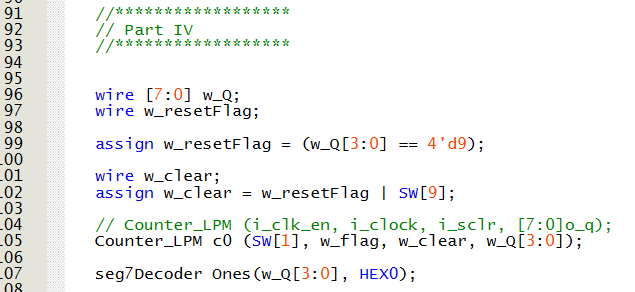 91 //******************
92 // Part IV
93 //******************
94
95
96 wire [7:0] w_Q;
97 wire w_resetFlag;
98
99 assign w_resetFlag = (w_Q[3:0] == 4'd9);
100
101 wire w_clear;
102 assign w_clear = w_resetFlag | SW[9];
103
104 // Counter_LPM (i_clk_en, i_clock, i_sclr, [7:0]o_q);
105 Counter_LPM c0 (SW[1], w_flag, w_clear, w_Q[3:0]);
106
107 seg7Decoder Ones(w_Q[3:0], HEX0);
108